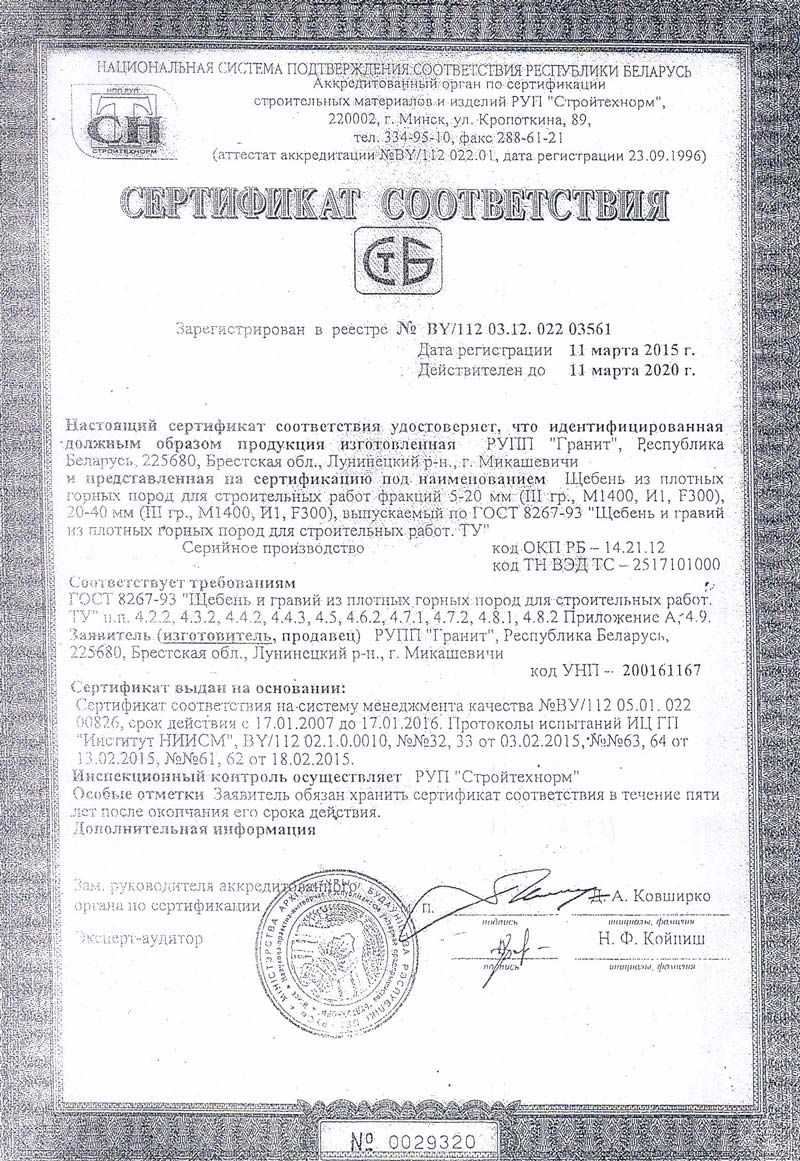 НАЦИОНАЛЬНАЯ СИСТЕМА ПОДТВЕРЖДЕНИЯ СООТВЕТСТВИЯ РЕСПУБЛИКИ БЕЛАРУСЬ
Аккредитованный орган по сертификации
строительных материалов и изделий РУП "Стройтехнорм",
220002, г. Минск, ул. Кропоткина, 89,
тел. 334-95-10, факс 288-61-21
(аттестат аккредитации №BY/112 022.01, дата регистрации 23.09.1996)
НПП РУП
СТН
СТРОЙТЕХНОРМ
СЕРТИФИКАТ СООТВЕТСТВИЯ
СТБ
Зарегистрирован в реестре № BY/112 03.12. 022 03561
Дата регистрации 11 марта 2015 г.
Действителен до 11 марта 2020 г.
Настоящий сертификат соответствия удостоверяет, что идентифицированная
должным образом продукция изготовленная РУПП "Гранит", Республика
Беларусь, 225680, Брестская обл., Лунинецкий р-н., г. Микашевичи
и представленная на сертификацию под наименованием Щебень из плотных
горных пород для строительных работ фракций 5-20 мм (III гр., М1400, И1, F300),
20-40 мм (III гр., М1400, И1, F300), выпускаемый по ГОСТ 8267-93 "Щебень и гравий
из плотных горных пород для строительных работ. ТУ"
Серийное производство код ОКП РБ – 14.21.12
код ТН ВЭД ТС – 2517101000
Соответствует требованиям
ГОСТ 8267-93 "Щебень и гравий из плотных горных пород для строительных работ.
ТУ" п.п. 4.2.2, 4.3.2, 4.4.2, 4.4.3, 4.5, 4.6.2, 4.7.1, 4.7.2, 4.8.1, 4.8.2 Приложение А, 4.9.
Заявитель (изготовитель, продавец) РУПП "Гранит", Республика Беларусь,
225680, Брестская обл., Лунинецкий р-н., г. Микашевичи
код УНП – 200161167
Сертификат выдан на основании:
Сертификат соответствия на систему менеджмента качества №BY/112 05.01. 022
00826, срок действия с 17.01.2007 до 17.01.2016. Протоколы испытаний ИЦ ГП
"Институт НИИСМ", BY/112 02.1.0.0010, №№32, 33 от 03.02.2015, №№63, 64 от
13.02.2015, №№61, 62 от 18.02.2015.
Инспекционный контроль осуществляет РУП "Стройтехнорм"
Особые отметки Заявитель обязан хранить сертификат соответствия в течение пяти
лет после окончания его срока действия.
Дополнительная информация
Зам. руководителя аккредитованного
органа по сертификации П. А. Ковширко
подпись инициалы, фамилия
Эксперт-аудитор Н. Ф. Койпиш
подпись инициалы, фамилия
№ 0029320